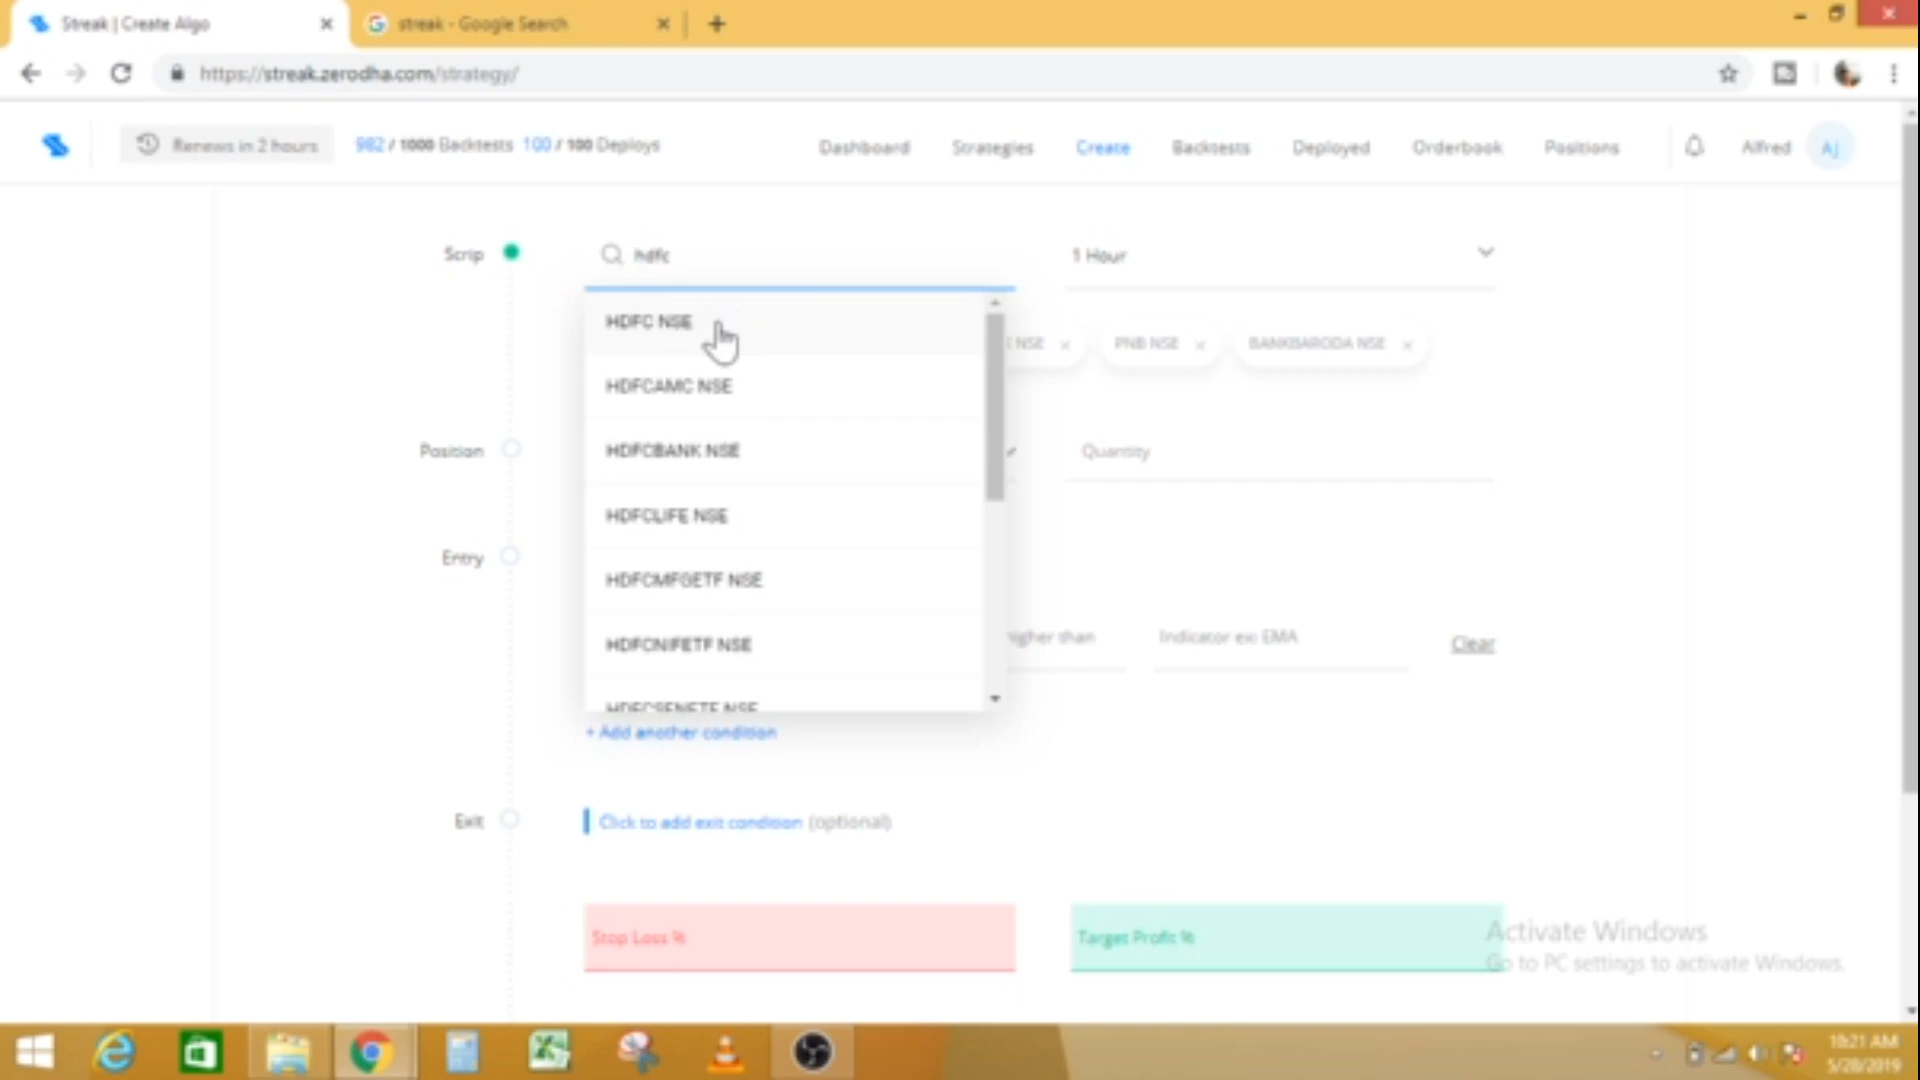 Streak | Create Algo
streak - Google Search
https://streak.zerodha.com/strategy/
Renews in 2 hours
982 / 1000 Backtests 100 / 100 Deploys
Dashboard
Strategies
Create
Backtests
Deployed
Orderbook
Positions
Alfred
AJ
Scrip
hdfc
1 Hour
HDFC NSE
NSE
PNB NSE
BANKBARODA NSE
HDFCAMC NSE
Position
HDFCBANK NSE
Quantity
HDFCLIFE NSE
Entry
HDFCMFGETF NSE
HDFCNIFETF NSE
higher than
Indicator ex: EMA
Clear
HDFCSENETF NSE
+ Add another condition
Exit
Click to add exit condition (optional)
Stop Loss %
Target Profit %
Activate Windows
Go to PC settings to activate Windows.
10:21 AM
5/28/2019